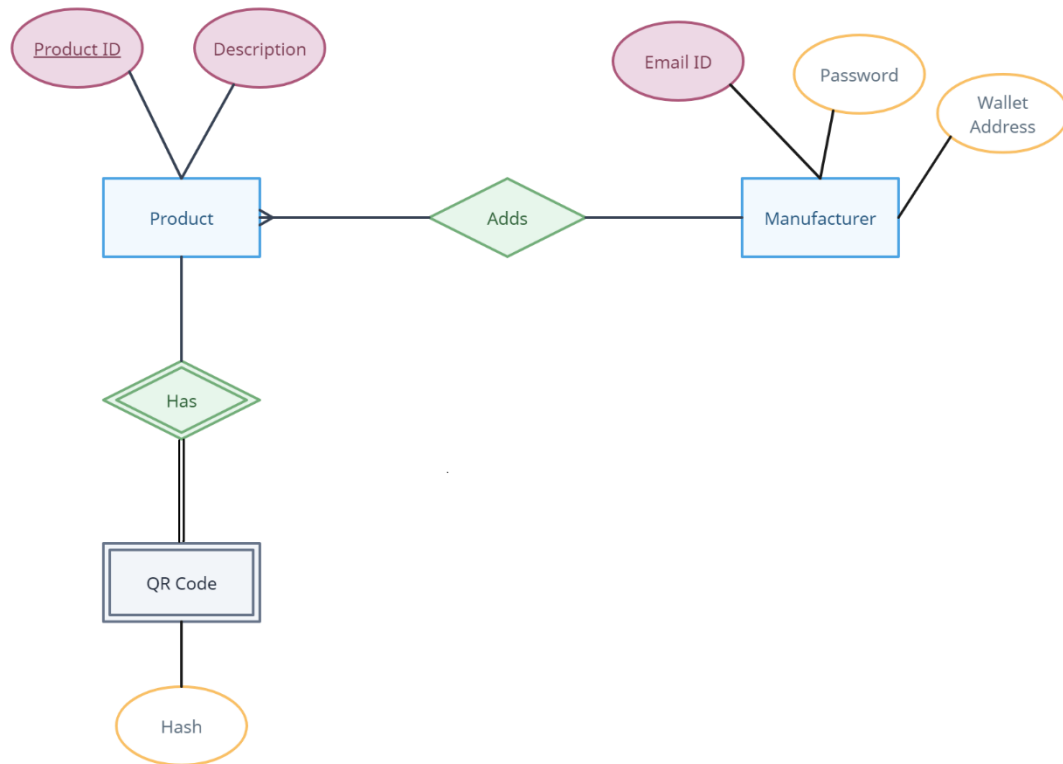 Product ID
Description
Email ID
Password
Wallet
Address
Product
Adds
Manufacturer
Has
.
QR Code
Hash